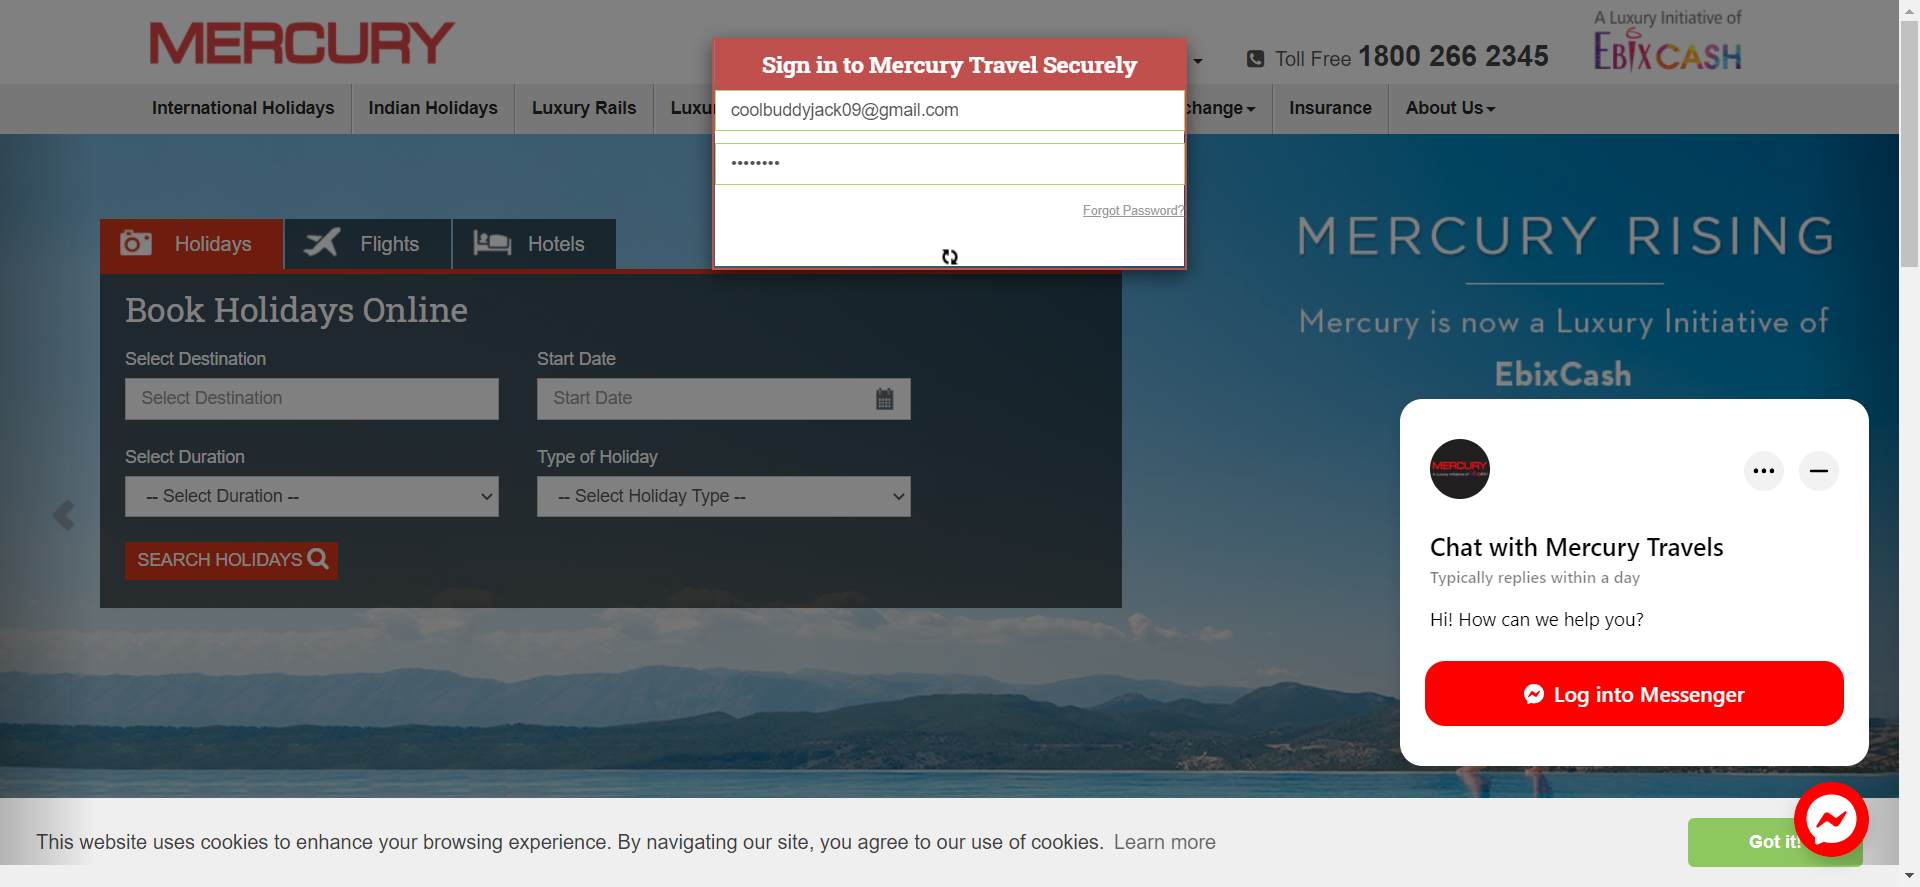 MERCURY
Toll Free 1800 266 2345
A Luxury Initiative of
EBIXCASH
International Holidays
Indian Holidays
Luxury Rails
Insurance
About Us
Sign in to Mercury Travel Securely
coolbuddyjack09@gmail.com
••••••••
Forgot Password?
Holidays
Flights
Hotels
Book Holidays Online
Select Destination
Start Date
Select Destination
Start Date
Select Duration
Type of Holiday
-- Select Duration --
-- Select Holiday Type --
SEARCH HOLIDAYS
MERCURY RISING
Mercury is now a Luxury Initiative of
EbixCash
MERCURY
Chat with Mercury Travels
Typically replies within a day
Hi! How can we help you?
Log into Messenger
This website uses cookies to enhance your browsing experience. By navigating our site, you agree to our use of cookies. Learn more
Got it!